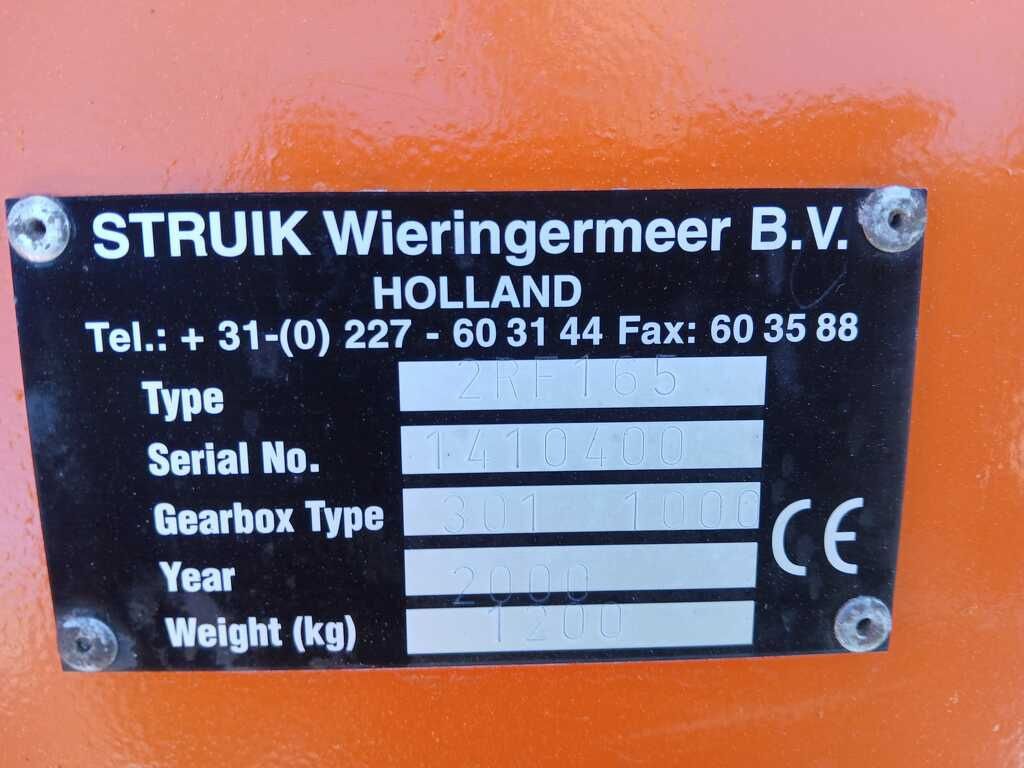 STRUIK Wieringermeer B.V.
HOLLAND
Tel.: + 31-(0) 227 - 60 31 44 Fax: 60 35 88
Type 2RF165
Serial No. 1410400
Gearbox Type 301 1000
Year 2000
Weight (kg) 1200
CE